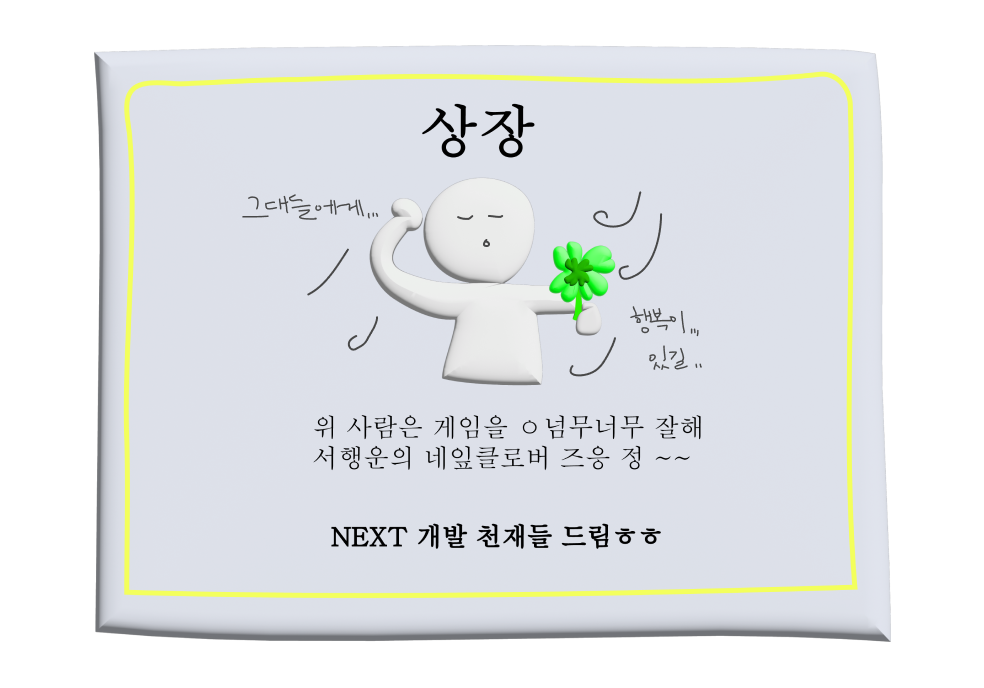 상장
그대들에게,,,
행복이,,,
있길,,
위 사람은 게임을 ㅇ넘무너무 잘해
서행운의 네잎클로버 즈응 정 ~~
NEXT 개발 천재들 드림ㅎㅎ